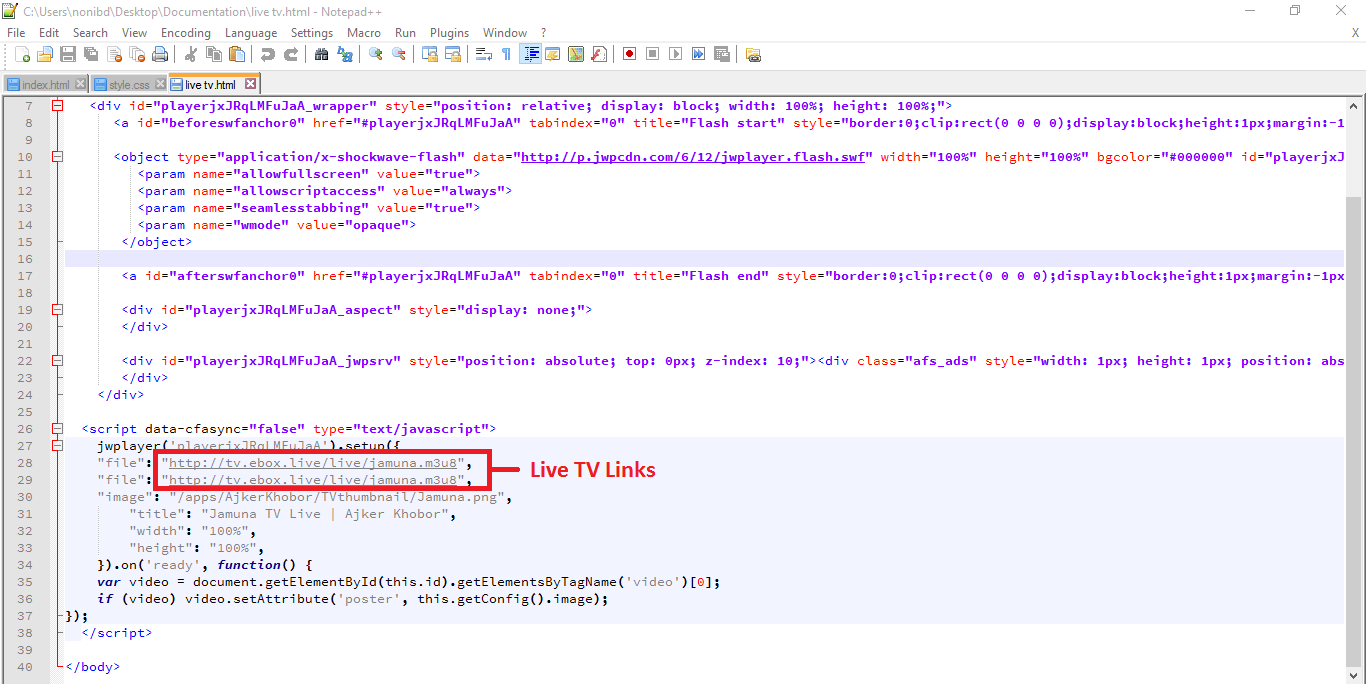 C:\Users\nonibd\Desktop\Documentation\live tv.html - Notepad++
File Edit Search View Encoding Language Settings Macro Run Plugins Window ? X
index.html style.css live tv.html
7 <div id="playerjxJRqLMFuJaA_wrapper" style="position: relative; display: block; width: 100%; height: 100%;">
8 <a id="beforeswfanchor0" href="#playerjxJRqLMFuJaA" tabindex="0" title="Flash start" style="border:0;clip:rect(0 0 0 0);display:block;height:1px;margin:-1
9
10 <object type="application/x-shockwave-flash" data="http://p.jwpcdn.com/6/12/jwplayer.flash.swf" width="100%" height="100%" bgcolor="#000000" id="playerjxJ
11 <param name="allowfullscreen" value="true">
12 <param name="allowscriptaccess" value="always">
13 <param name="seamlesstabbing" value="true">
14 <param name="wmode" value="opaque">
15 </object>
16
17 <a id="afterswfanchor0" href="#playerjxJRqLMFuJaA" tabindex="0" title="Flash end" style="border:0;clip:rect(0 0 0 0);display:block;height:1px;margin:-1px
18
19 <div id="playerjxJRqLMFuJaA_aspect" style="display: none;">
20 </div>
21
22 <div id="playerjxJRqLMFuJaA_jwpsrv" style="position: absolute; top: 0px; z-index: 10;"><div class="afs_ads" style="width: 1px; height: 1px; position: abs
23 </div>
24 </div>
25
26 <script data-cfasync="false" type="text/javascript">
27 jwplayer('playerjxJRqLMFuJaA').setup({
28 "file": "http://tv.ebox.live/live/jamuna.m3u8",
Live TV Links
29 "file": "http://tv.ebox.live/live/jamuna.m3u8",
30 "image": "/apps/AjkerKhobor/TVthumbnail/Jamuna.png",
31 "title": "Jamuna TV Live | Ajker Khobor",
32 "width": "100%",
33 "height": "100%",
34 }).on('ready', function() {
35 var video = document.getElementById(this.id).getElementsByTagName('video')[0];
36 if (video) video.setAttribute('poster', this.getConfig().image);
37 });
38 </script>
39
40 </body>